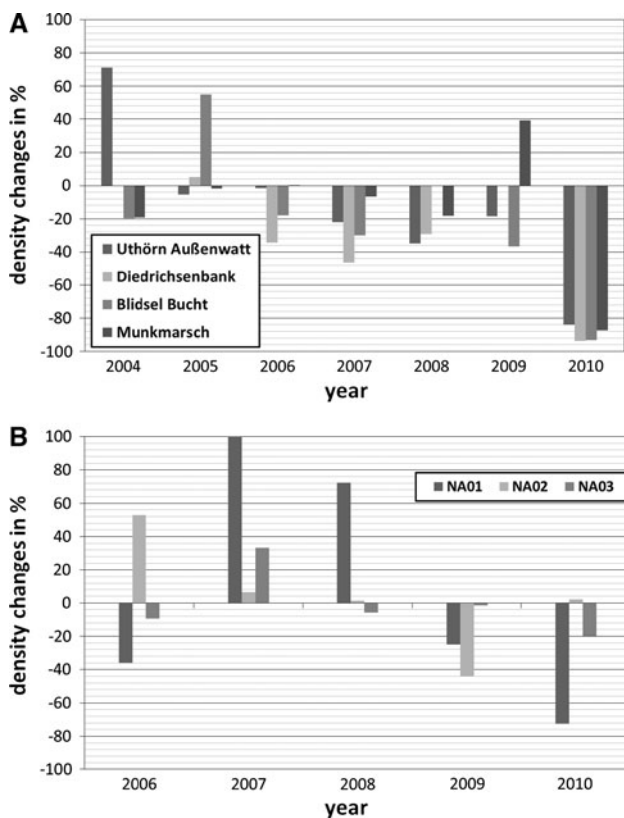 A
density changes in %
100
80
60
40
20
0
-20
-40
-60
-80
-100
Uthörn Außenwatt
Diedrichsenbank
Blidsel Bucht
Munkmarsch
2004 2005 2006 2007 2008 2009 2010
year
B
density changes in %
100
80
60
40
20
0
-20
-40
-60
-80
-100
NA01 NA02 NA03
2006 2007 2008 2009 2010
year